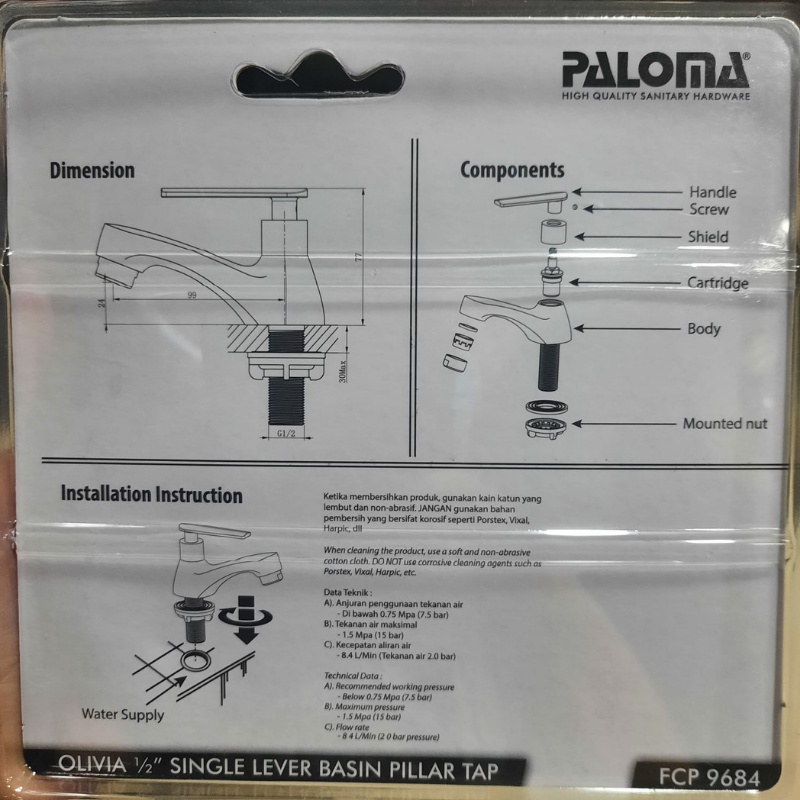 PALOMA®
HIGH QUALITY SANITARY HARDWARE
Dimension
77
99
24
30Max
G1/2
Components
Handle
Screw
Shield
Cartridge
Body
Mounted nut
Installation Instruction
Water Supply
Ketika membersihkan produk, gunakan kain katun yang
lembut dan non-abrasif. JANGAN gunakan bahan
pembersih yang bersifat korosif seperti Porstex, Vixal,
Harpic, dll
When cleaning the product, use a soft and non-abrasive
cotton cloth. DO NOT use corrosive cleaning agents such as
Porstex, Vixal, Harpic, etc.
Data Teknik :
A). Anjuran penggunaan tekanan air
- Di bawah 0.75 Mpa (7.5 bar)
B). Tekanan air maksimal
- 1.5 Mpa (15 bar)
C). Kecepatan aliran air
- 8.4 L/Min (Tekanan air 2.0 bar)
Technical Data :
A). Recommended working pressure
- Below 0.75 Mpa (7.5 bar)
B). Maximum pressure
- 1.5 Mpa (15 bar)
C). Flow rate
- 8.4 L/Min (2.0 bar pressure)
OLIVIA ½" SINGLE LEVER BASIN PILLAR TAP
FCP 9684